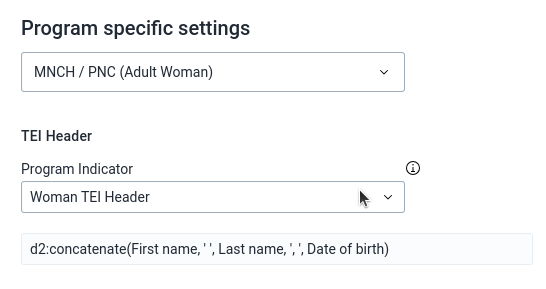 Program specific settings
MNCH / PNC (Adult Woman)
TEI Header
Program Indicator
Woman TEI Header
d2:concatenate(First name, ' ', Last name, ', ', Date of birth)